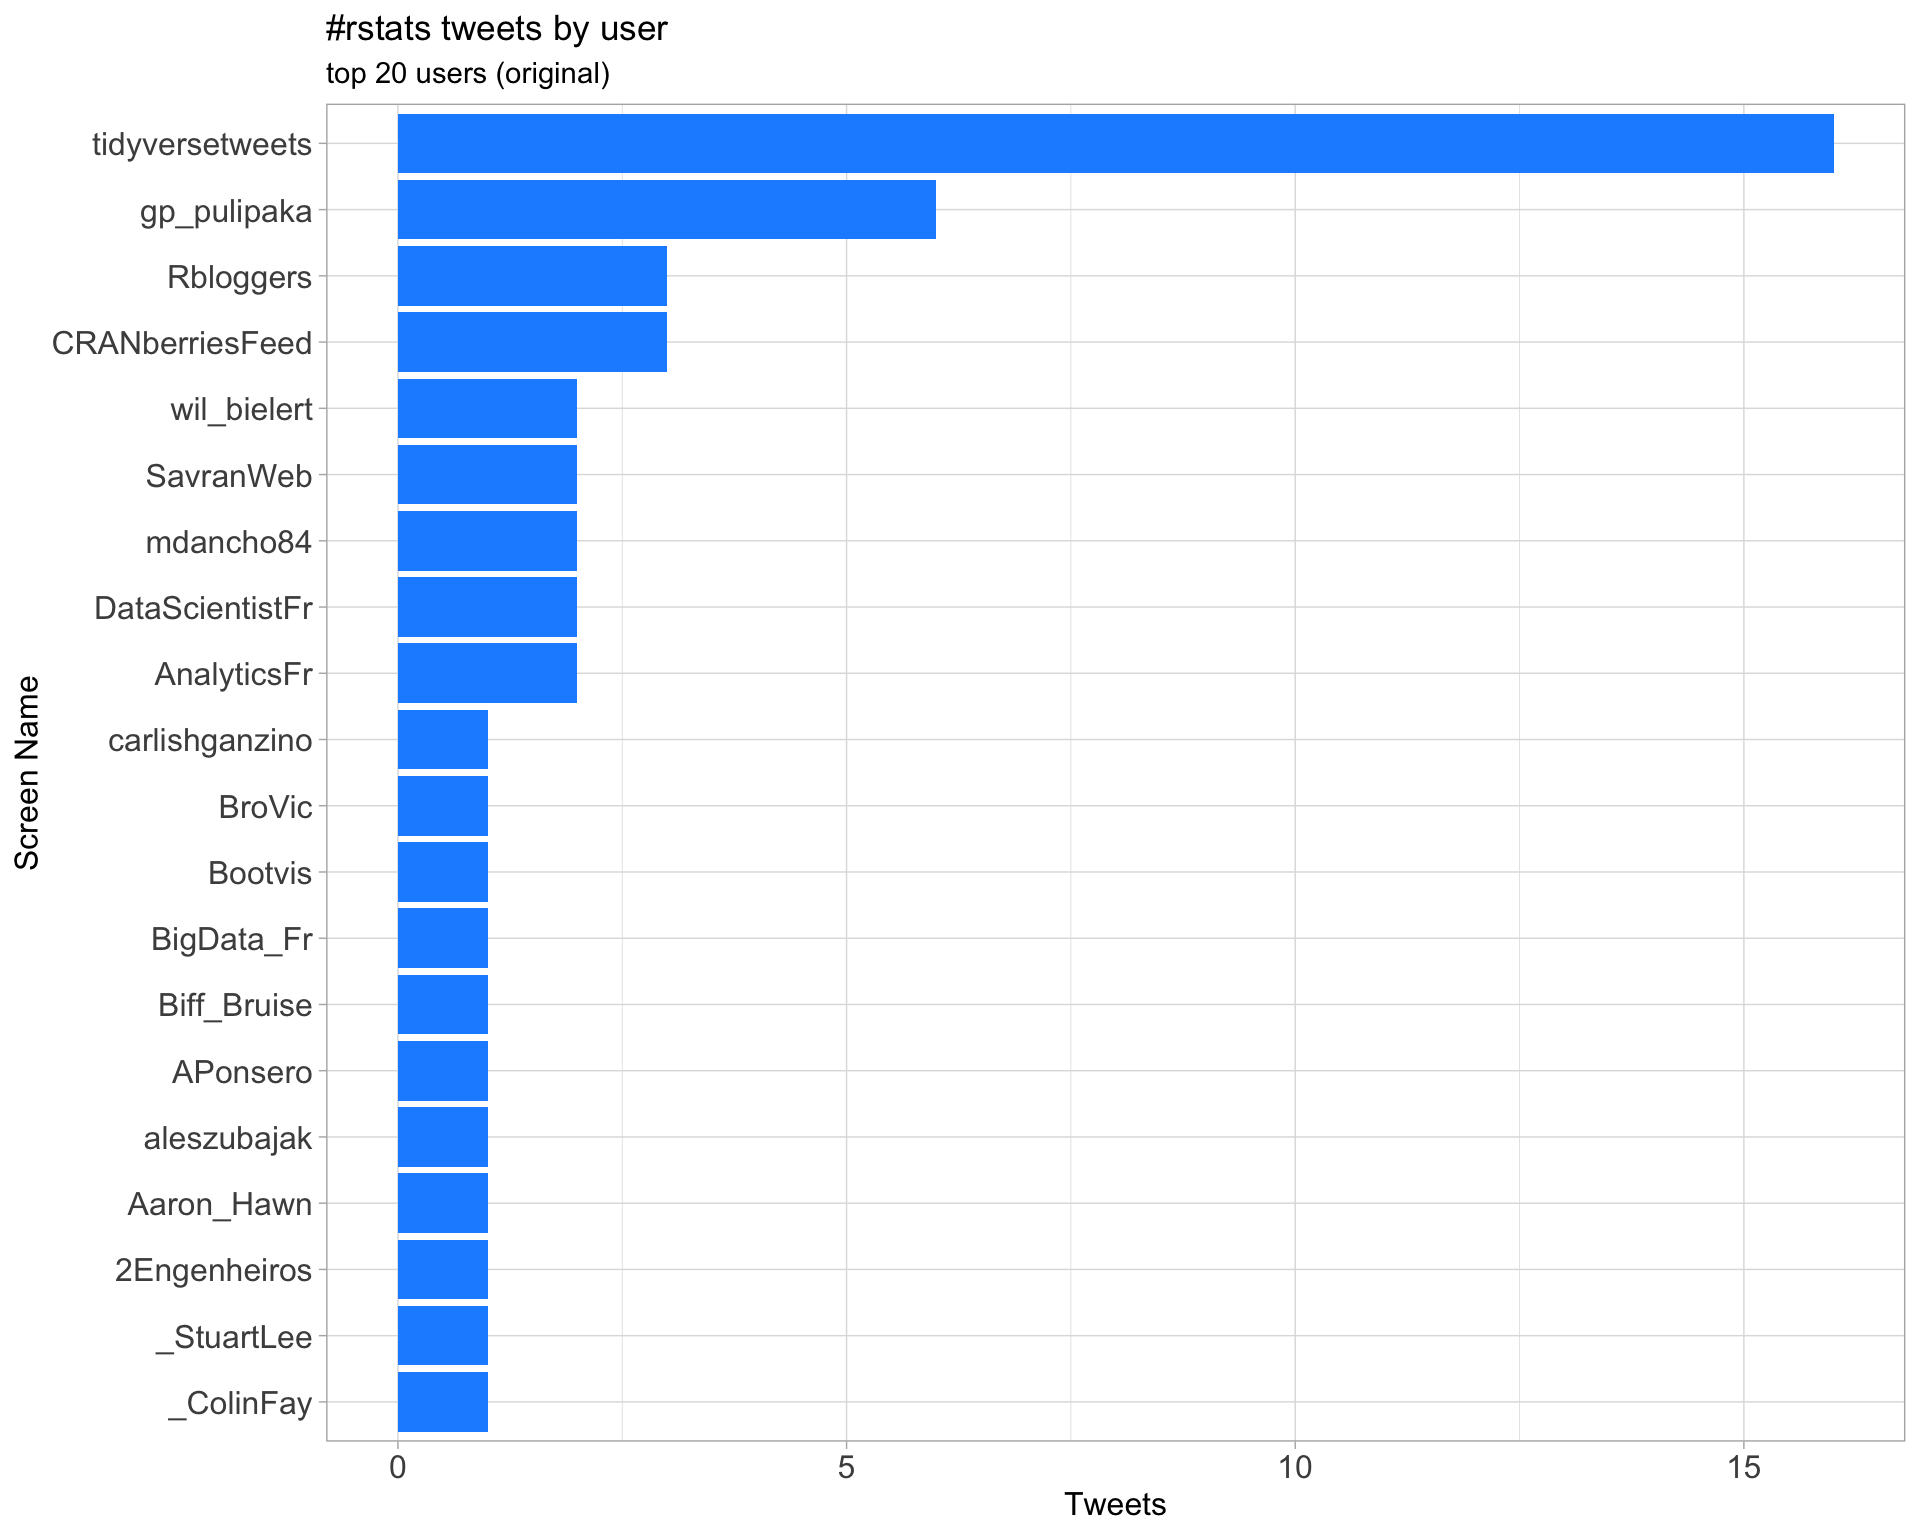 #rstats tweets by user
top 20 users (original)
tidyversetweets
gp_pulipaka
Rbloggers
CRANberriesFeed
wil_bielert
SavranWeb
mdancho84
DataScientistFr
AnalyticsFr
carlishganzino
BroVic
Bootvis
BigData_Fr
Biff_Bruise
APonsero
aleszubajak
Aaron_Hawn
2Engenheiros
_StuartLee
_ColinFay
Screen Name
0 5 10 15
Tweets